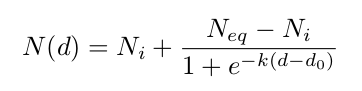 N(d) = N_i + \frac{N_{eq} - N_i}{1 + e^{-k(d-d_0)}}